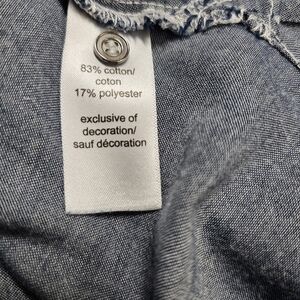 83% cotton/
coton
17% polyester
exclusive of
decoration/
sauf décoration